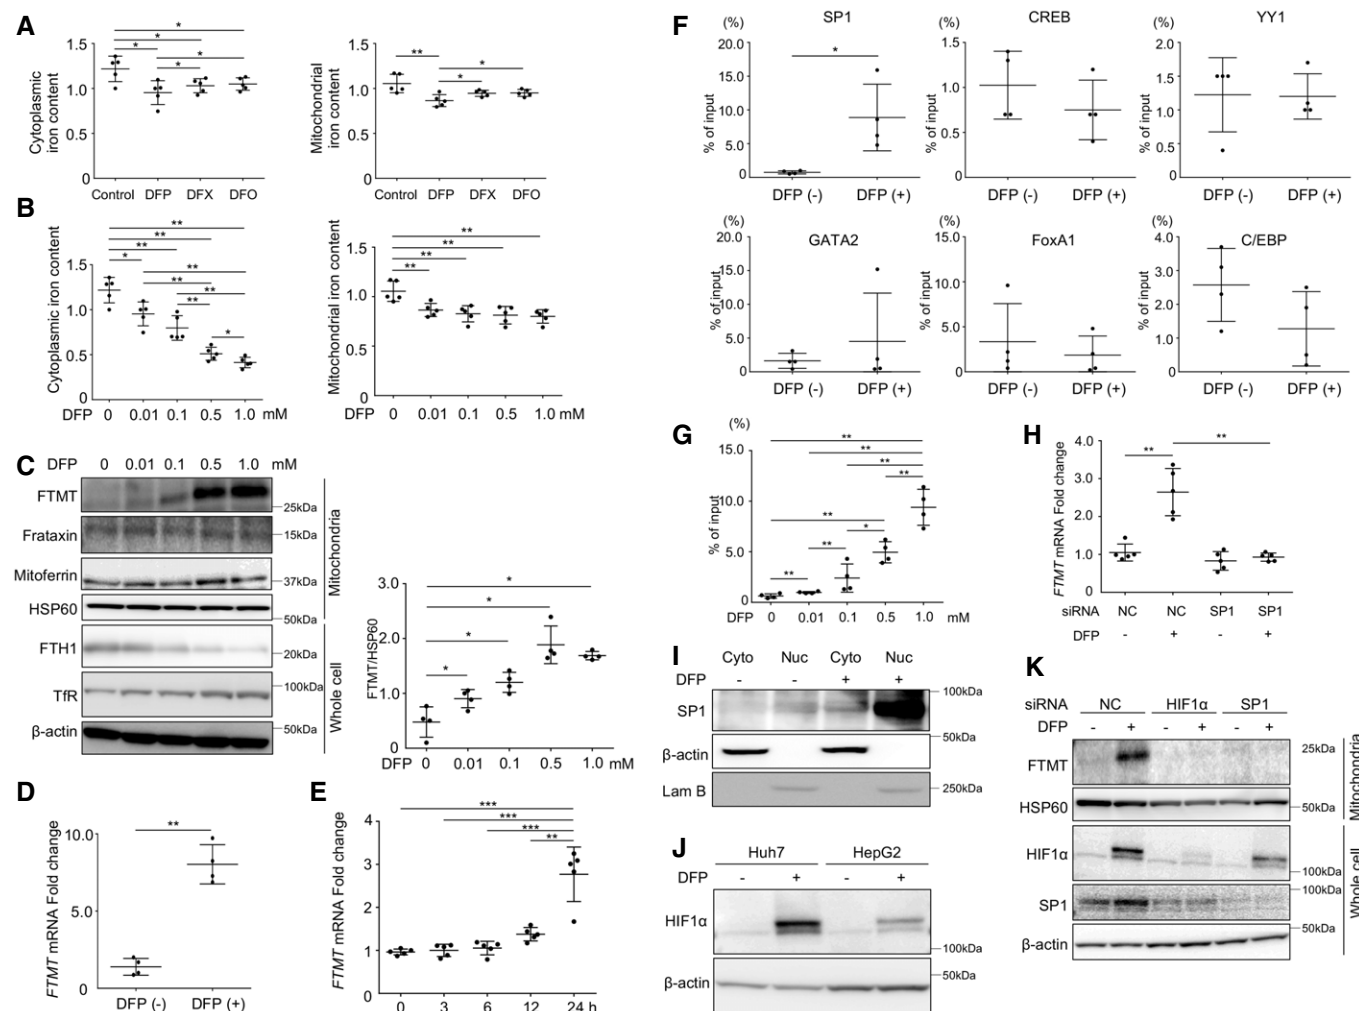 A
Cytoplasmic iron content
1.5
1.0
1.5
0
Control DFP DFX DFO
* * * * *
Mitochondrial iron content
1.5
1.0
0.5
0
Control DFP DFX DFO
** * *
B
Cytoplasmic iron content
1.5
1.0
0.5
0
DFP 0 0.01 0.1 0.5 1.0 mM
** ** ** * ** ** ** ** *
Mitochondrial iron content
1.5
1.0
0.5
0
0 0.01 0.1 0.5 1.0 mM
** ** ** **
C
DFP 0 0.01 0.1 0.5 1.0 mM
FTMT 25kDa
Frataxin 15kDa
Mitoferrin 37kDa
HSP60 50kDa
FTH1 20kDa
TfR 100kDa
β-actin 50kDa
Mitochondria
Whole cell
FTMT/HSP60
3.0
2.0
1.0
0
DFP 0 0.01 0.1 0.5 1.0 mM
* * * *
D
FTMT mRNA Fold change
10.0
5.0
0
DFP (-) DFP (+)
**
E
FTMT mRNA Fold change
4
3
2
1
0
0 3 6 12 24 h
*** *** *** **
F
(%) SP1
% of input
20.0
15.0
10.0
5.0
0
DFP (-) DFP (+)
*
(%) CREB
% of input
1.5
1.0
0.5
0
DFP (-) DFP (+)
(%) YY1
% of input
2.0
1.5
1.0
0.5
0
DFP (-) DFP (+)
(%) GATA2
% of input
20.0
15.0
10.0
5.0
0
DFP (-) DFP (+)
(%) FoxA1
% of input
15.0
10.0
5.0
0
DFP (-) DFP (+)
(%) C/EBP
% of input
4.0
3.0
2.0
1.0
0
DFP (-) DFP (+)
G
(%)
% of input
15.0
10.0
5.0
0
DFP 0 0.01 0.1 0.5 1.0 mM
** ** ** ** ** * ** **
H
FTMT mRNA Fold change
4.0
3.0
2.0
1.0
0
siRNA NC NC SP1 SP1
DFP - + - +
** **
I
Cyto Nuc Cyto Nuc
DFP - - + +
SP1 100kDa
β-actin 50kDa
Lam B 250kDa
J
Huh7 HepG2
DFP - + - +
HIF1α 100kDa
β-actin 50kDa
K
siRNA NC HIF1α SP1
DFP - + - + - +
FTMT 25kDa
HSP60 50kDa
HIF1α 100kDa
SP1 100kDa
β-actin 50kDa
Mitochondria
Whole cell